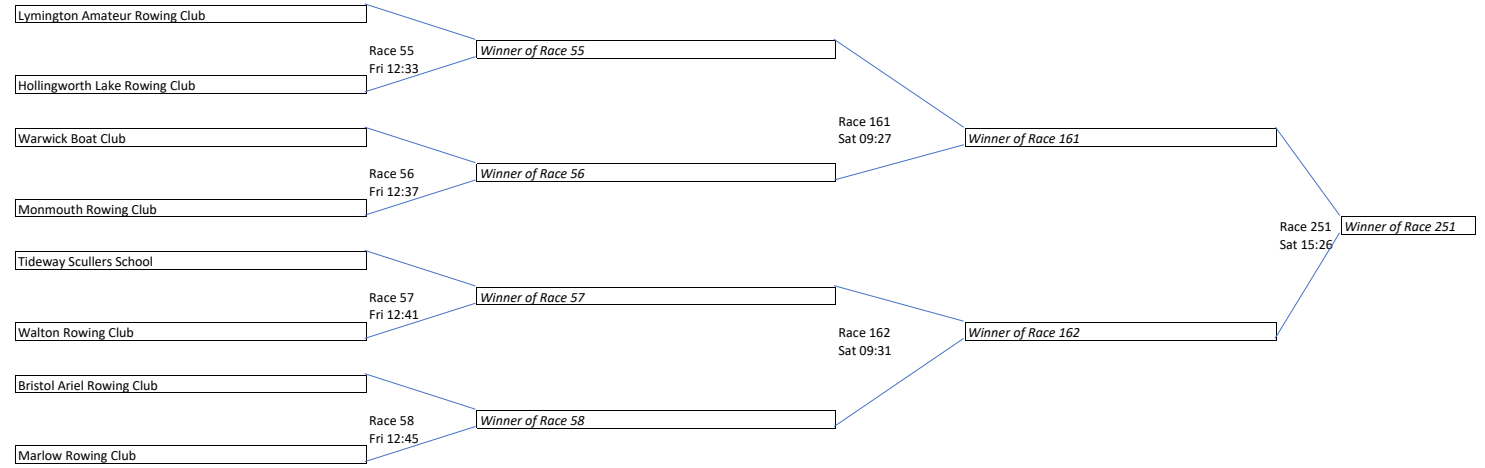 Lymington Amateur Rowing Club
Race 55
Fri 12:33
Winner of Race 55
Hollingworth Lake Rowing Club
Race 161
Sat 09:27
Winner of Race 161
Warwick Boat Club
Race 56
Fri 12:37
Winner of Race 56
Monmouth Rowing Club
Race 251
Sat 15:26
Winner of Race 251
Tideway Scullers School
Race 57
Fri 12:41
Winner of Race 57
Walton Rowing Club
Race 162
Sat 09:31
Winner of Race 162
Bristol Ariel Rowing Club
Race 58
Fri 12:45
Winner of Race 58
Marlow Rowing Club